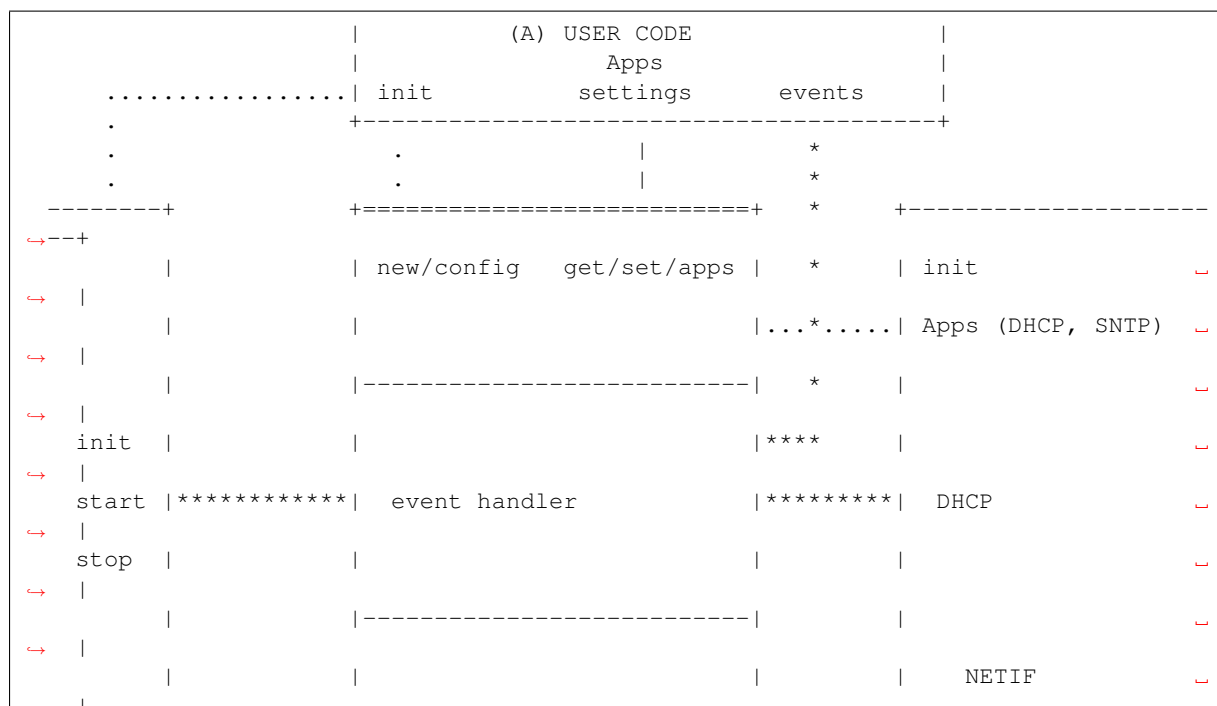 |          (A) USER CODE                 |
|                 Apps                   |
.................| init          settings      events     |
.                +----------------------------------------+
.                   .                |           *
.                   .                |           *
--------+            +===========================+   *     +---------------------
↪--+
|            | new/config   get/set/apps |   *     | init ␣
↪  |
|            |                           |...*.....| Apps (DHCP, SNTP) ␣
↪  |
|            |---------------------------|   *     | ␣
↪  |
init  |            |                           |****     | ␣
↪  |
start |************|  event handler            |*********|  DHCP ␣
↪  |
stop  |            |                           |         | ␣
↪  |
|            |---------------------------|         | ␣
↪  |
|            |                           |         |    NETIF ␣
|